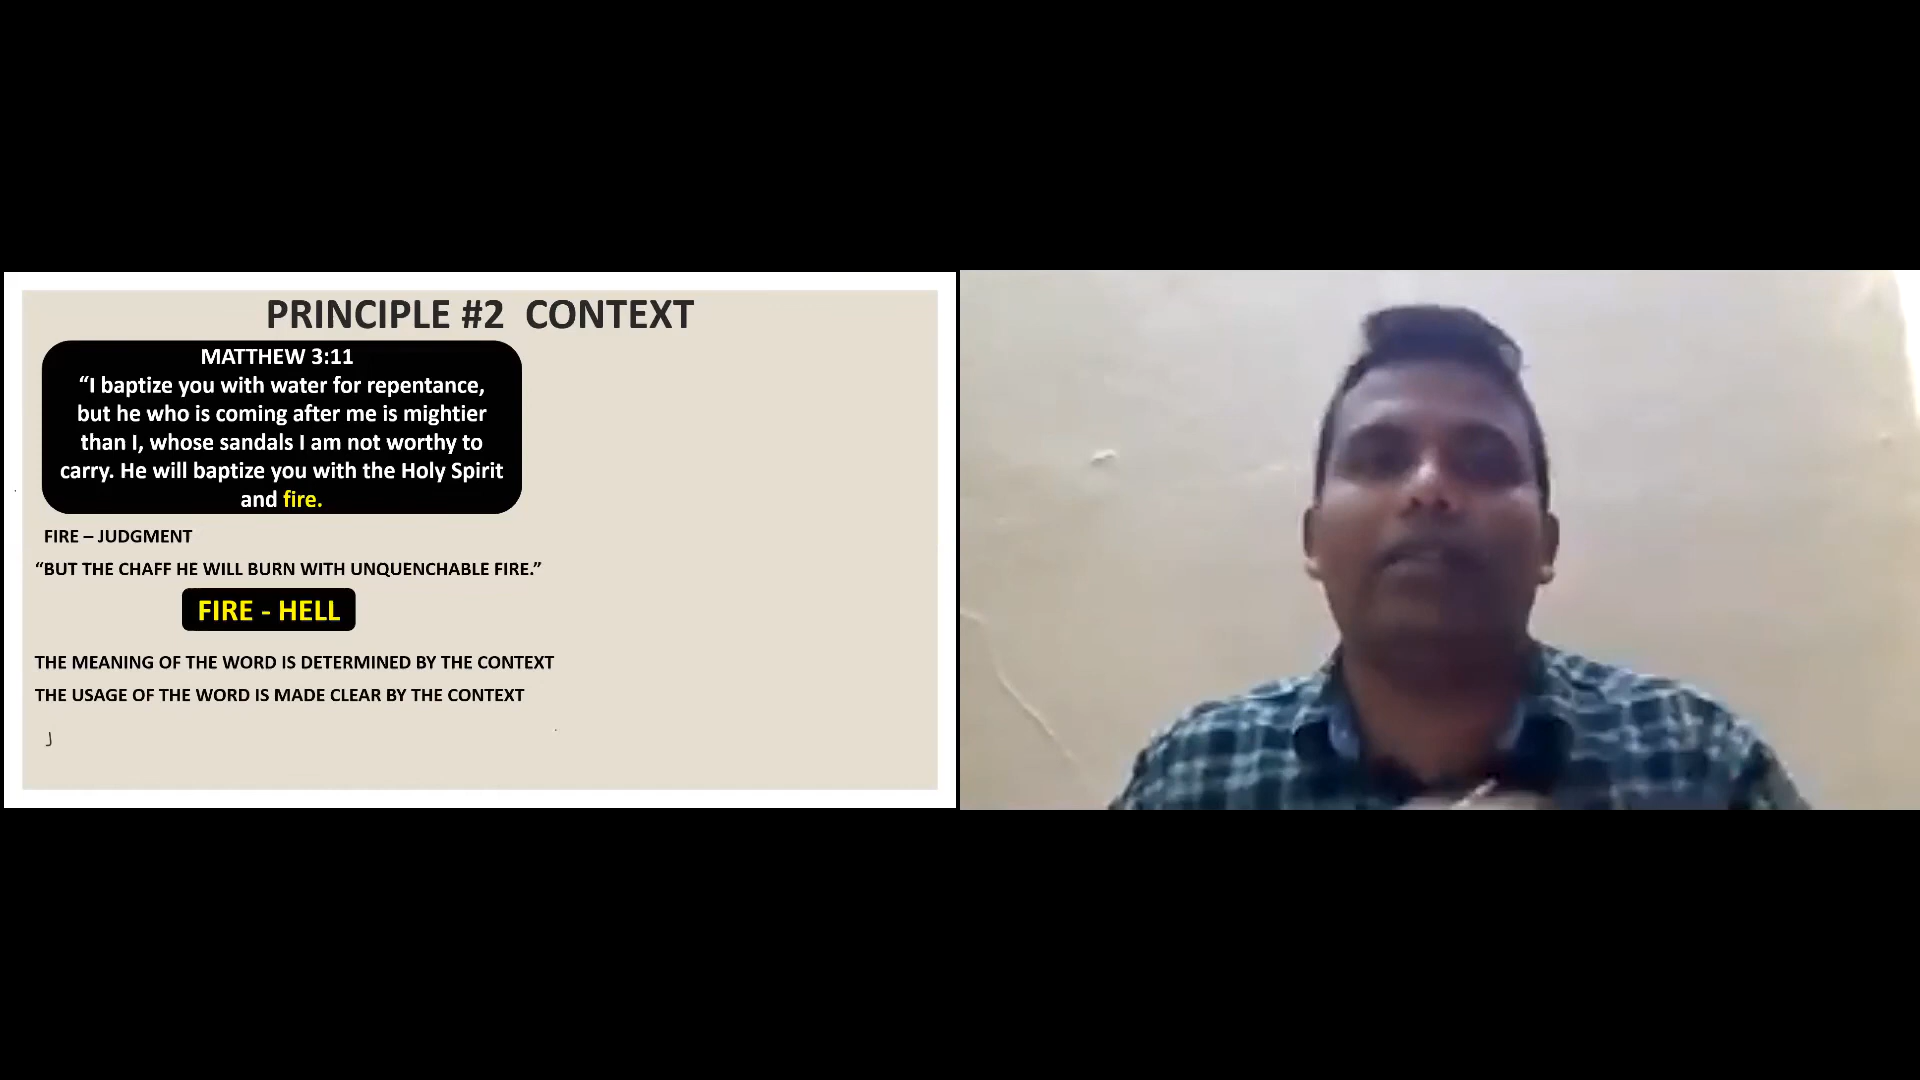 PRINCIPLE #2 CONTEXT
MATTHEW 3:11
“I baptize you with water for repentance,
but he who is coming after me is mightier
than I, whose sandals I am not worthy to
carry. He will baptize you with the Holy Spirit
and fire.
FIRE – JUDGMENT
“BUT THE CHAFF HE WILL BURN WITH UNQUENCHABLE FIRE.”
FIRE - HELL
THE MEANING OF THE WORD IS DETERMINED BY THE CONTEXT
THE USAGE OF THE WORD IS MADE CLEAR BY THE CONTEXT
J